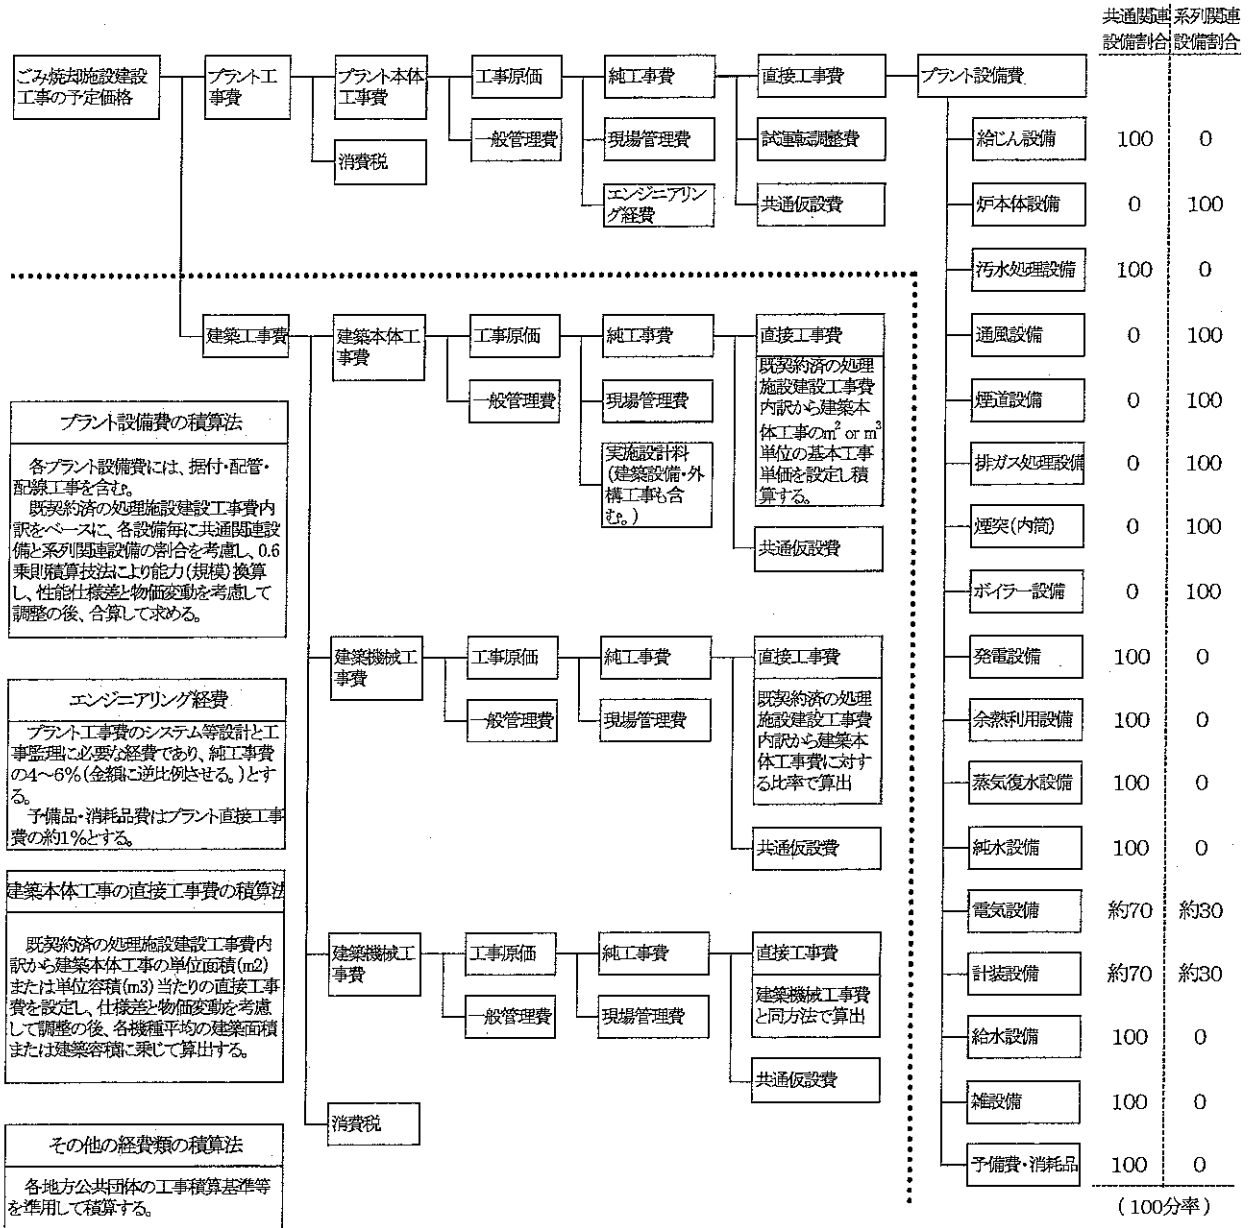 共通関連 系列関連
設備割合 設備割合
ごみ焼却施設建設
工事の予定価格
プラント工
事費
プラント本体
工事費
工事原価
純工事費
直接工事費
プラント設備費
一般管理費
現場管理費
試運転調整費
消費税
エンジニアリン
グ経費
共通仮設費
給じん設備 100 0
炉本体設備 0 100
汚水処理設備 100 0
通風設備 0 100
煙道設備 0 100
排ガス処理設備 0 100
煙突(内筒) 0 100
ボイラー設備 0 100
発電設備 100 0
余熱利用設備 100 0
蒸気復水設備 100 0
純水設備 100 0
電気設備 約70 約30
計装設備 約70 約30
給水設備 100 0
雑設備 100 0
予備費・消耗品 100 0
(100分率)
建築工事費
建築本体工
事費
工事原価
純工事費
直接工事費
既契約済の処理
施設建設工事費
内訳から建築本
体工事のm² or m³
単位の基本工事
単価を設定し積
算する。
一般管理費
現場管理費
実施設計料
(建築設備・外
構工事も含
む。)
共通仮設費
建築機械工
事費
工事原価
純工事費
直接工事費
既契約済の処理
施設建設工事費
内訳から建築本
体工事費に対す
る比率で算出
一般管理費
現場管理費
共通仮設費
建築機械工
事費
工事原価
純工事費
直接工事費
建築機械工事費
と同方法で算出
一般管理費
現場管理費
共通仮設費
消費税
プラント設備費の積算法
各プラント設備費には、据付・配管・
配線工事を含む。
既契約済の処理施設建設工事費内
訳をベースに、各設備毎に共通関連設
備と系列関連設備の割合を考慮し、0.6
乗則積算技法により能力(規模)換算
し、性能仕様差と物価変動を考慮して
調整の後、合算して求める。
エンジニアリング経費
プラント工事費のシステム等設計と工
事監理に必要な経費であり、純工事費
の4～6%(金額に逆比例させる。)とす
る。
予備品・消耗品費はプラント直接工事
費の約1%とする。
建築本体工事の直接工事費の積算法
既契約済の処理施設建設工事費内
訳から建築本体工事の単位面積(m2)
または単位容積(m3)当たりの直接工事
費を設定し、仕様差と物価変動を考慮
して調整の後、各機種平均の建築面積
または建築容積に乗じて算出する。
その他の経費類の積算法
各地方公共団体の工事積算基準等
を準用して積算する。